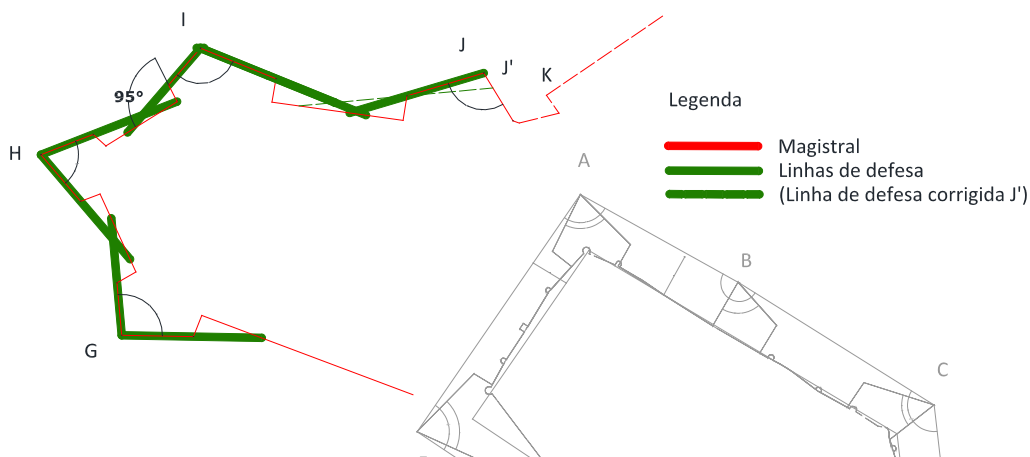 I
J
J'
K
95°
H
G
Legenda
Magistral
Linhas de defesa
(Linha de defesa corrigida J')
A
B
C